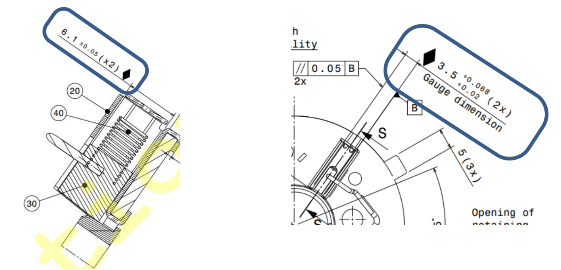 6.1 ±0.05 (x2)
20
40
30
h
lity
// 0.05 B
2x
3.5 +0.068 +0.02 (2x)
Gauge dimension
B
S
5(3x)
S
Opening of